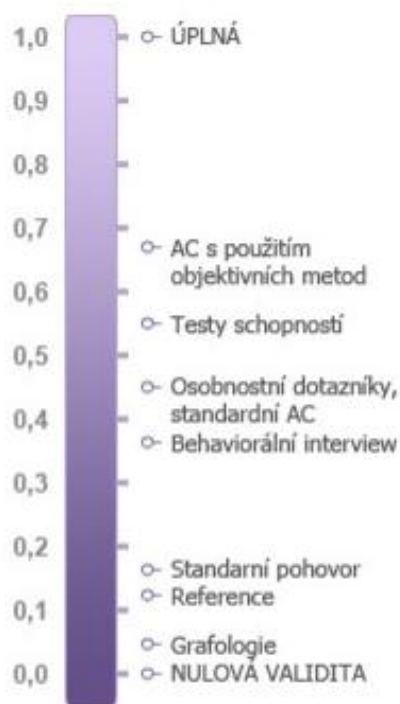 1,0 ÚPLNÁ
0,9
0,8
0,7
AC s použitím
objektivních metod
0,6
Testy schopností
0,5
Osobnostní dotazníky,
0,4 standardní AC
Behaviorální interview
0,3
0,2
Standarní pohovor
Reference
0,1
Grafologie
0,0 NULOVÁ VALIDITA